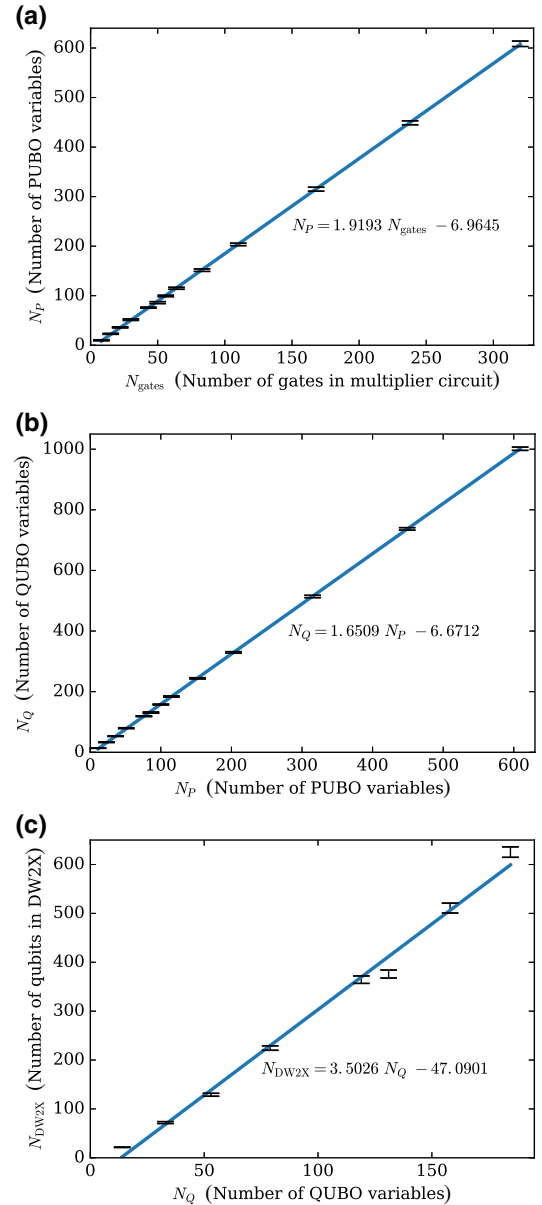 (a)
600
500
400
300
200
100
0
N_P (Number of PUBO variables)
N_P = 1.9193 N_gates − 6.9645
0 50 100 150 200 250 300
N_gates (Number of gates in multiplier circuit)
(b)
1000
800
600
400
200
0
N_Q (Number of QUBO variables)
N_Q = 1.6509 N_P − 6.6712
0 100 200 300 400 500 600
N_P (Number of PUBO variables)
(c)
600
500
400
300
200
100
0
N_DW2X (Number of qubits in DW2X)
N_DW2X = 3.5026 N_Q − 47.0901
0 50 100 150
N_Q (Number of QUBO variables)